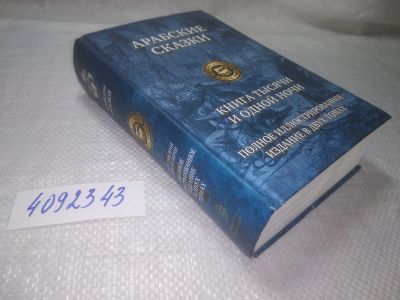 АРАБСКИЕ
СКАЗКИ
КНИГА ТЫСЯЧИ
И ОДНОЙ НОЧИ
ПОЛНОЕ ИЛЛЮСТРИРОВАННОЕ
ИЗДАНИЕ В ДВУХ ТОМАХ
4092343